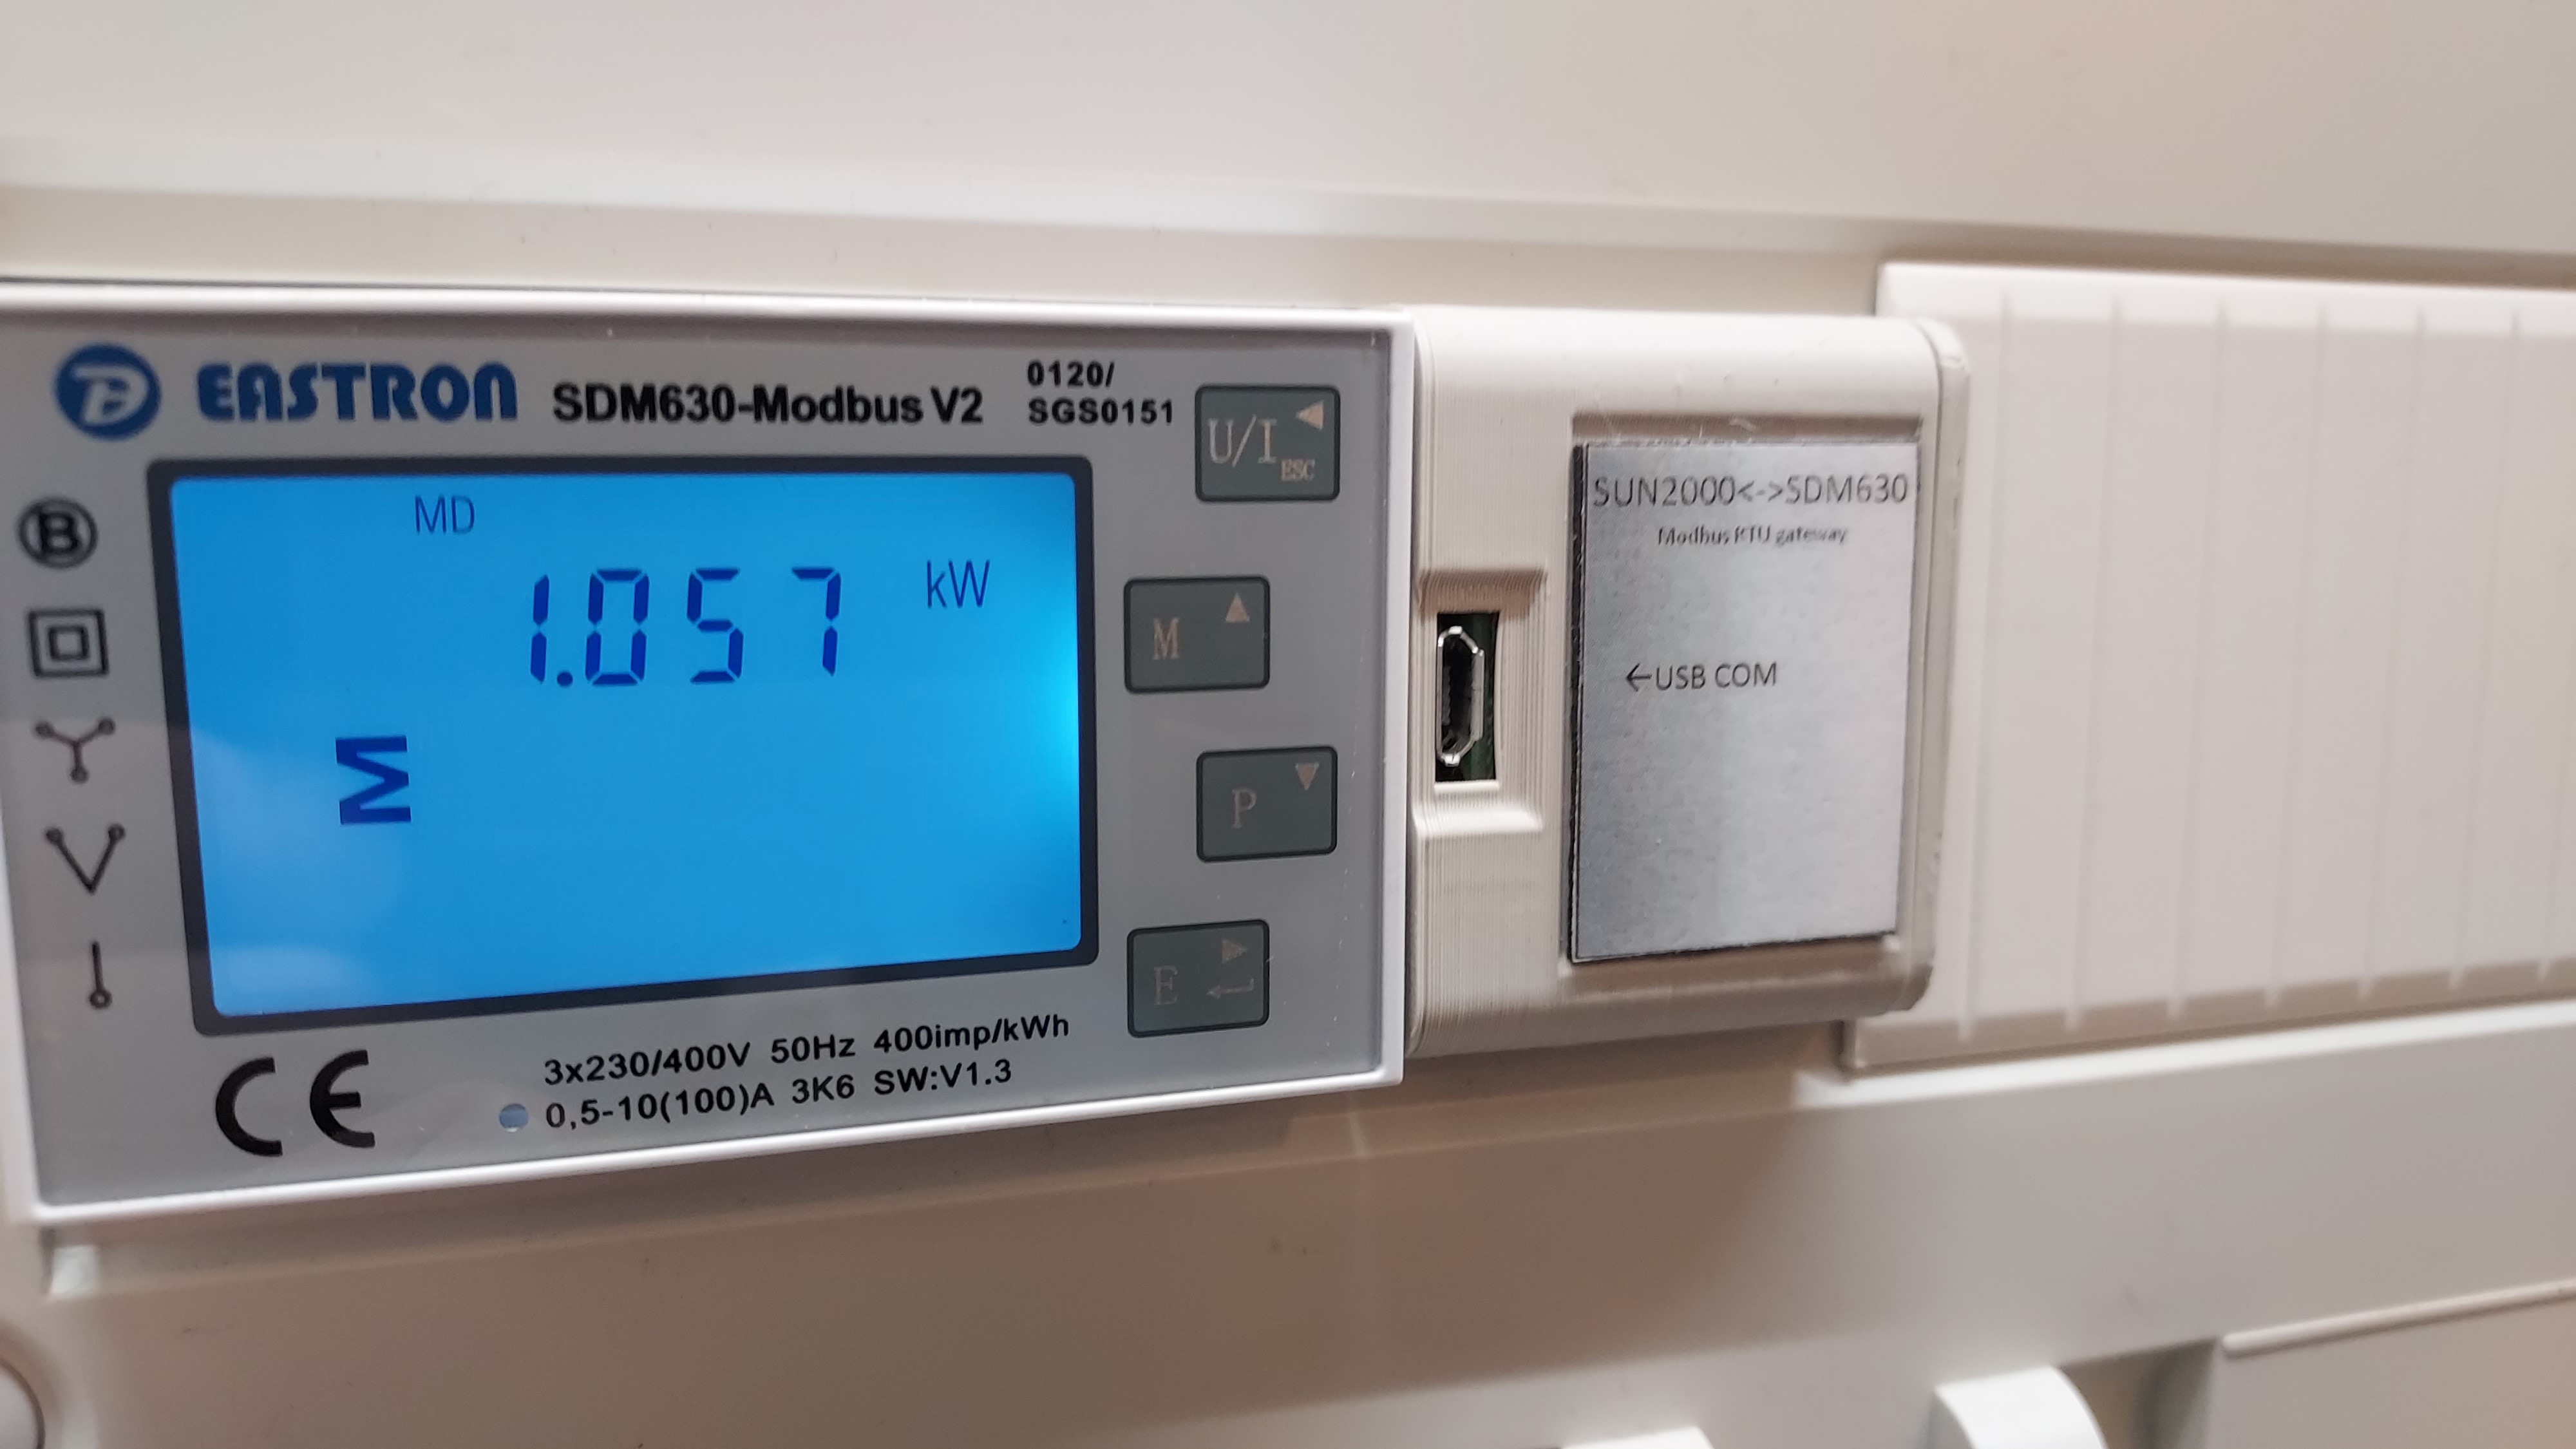 EASTRON SDM630-Modbus V2
0120/
SGS0151
U/I ESC
MD
1.057 kW
M
M
P
E
B
CE
3x230/400V 50Hz 400imp/kWh
0,5-10(100)A 3K6 SW:V1.3
SUN2000<->SDM630
Modbus RTU gateway
←USB COM